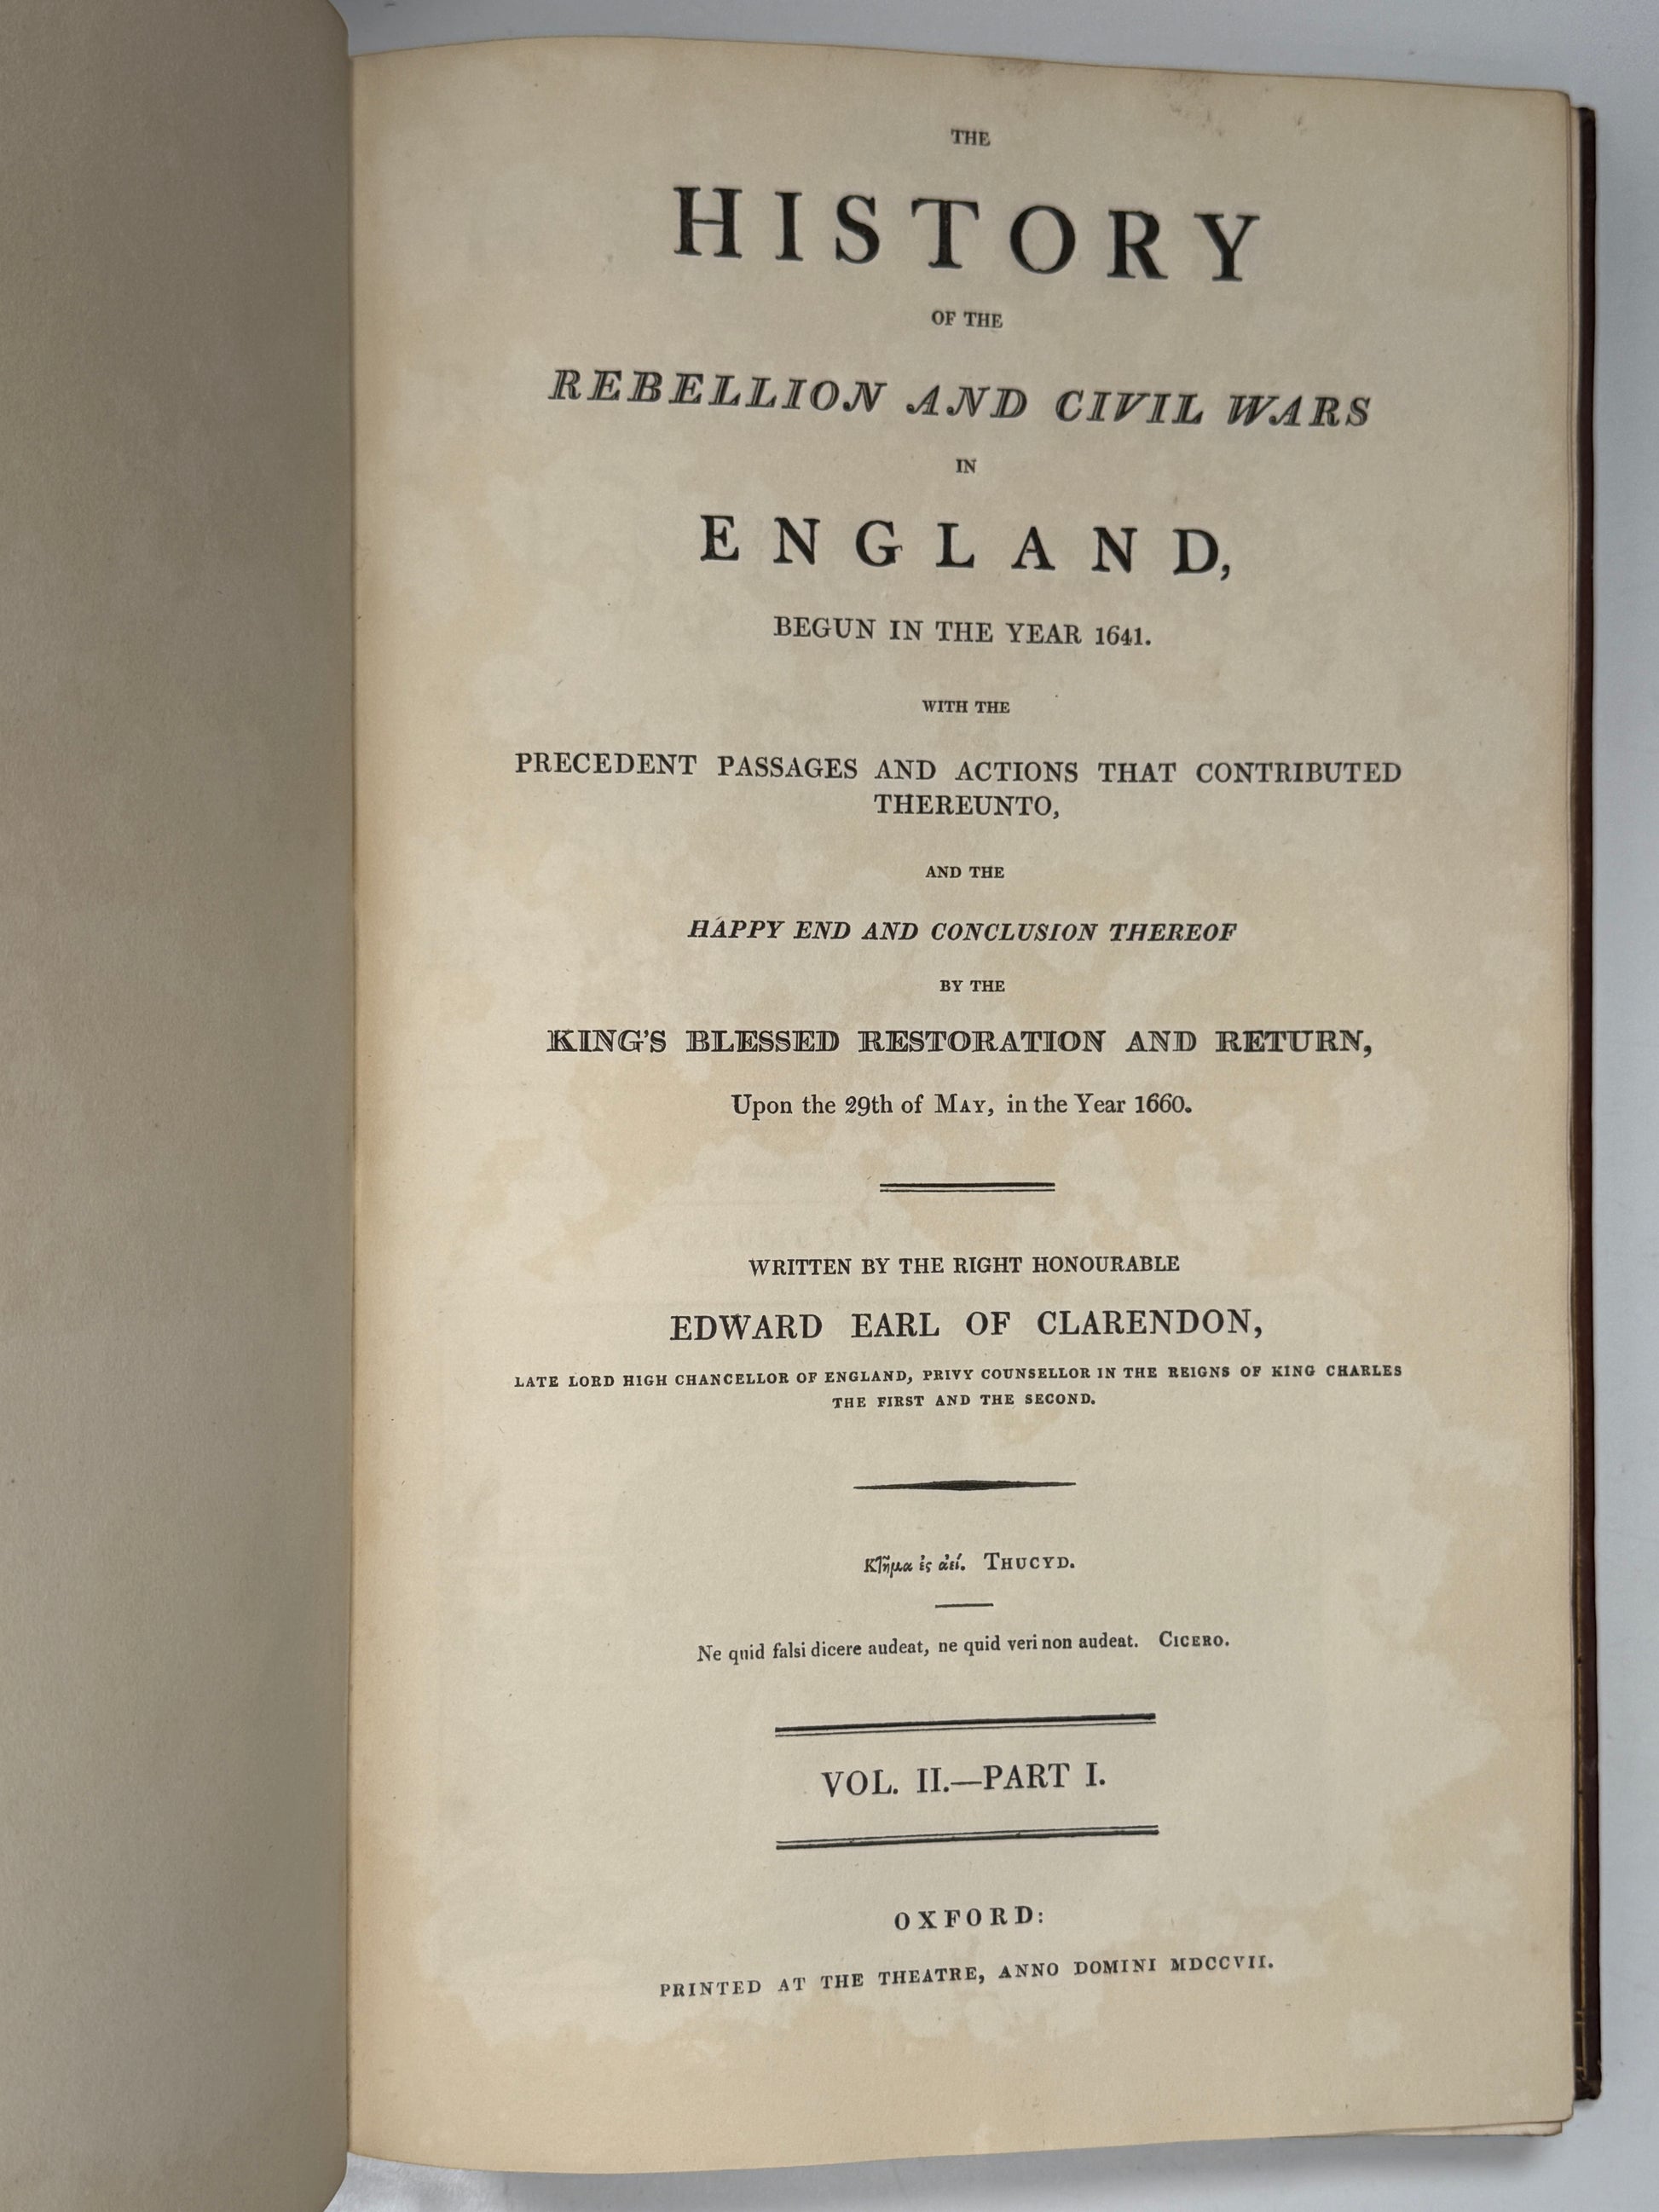 THE
HISTORY
OF THE
REBELLION AND CIVIL WARS
IN
ENGLAND,
BEGUN IN THE YEAR 1641.
WITH THE
PRECEDENT PASSAGES AND ACTIONS THAT CONTRIBUTED
THEREUNTO,
AND THE
HAPPY END AND CONCLUSION THEREOF
BY THE
KING'S BLESSED RESTORATION AND RETURN,
Upon the 29th of MAY, in the Year 1660.
WRITTEN BY THE RIGHT HONOURABLE
EDWARD EARL OF CLARENDON,
LATE LORD HIGH CHANCELLOR OF ENGLAND, PRIVY COUNSELLOR IN THE REIGNS OF KING CHARLES
THE FIRST AND THE SECOND.
Κτῆμα ἐς ἀεί. THUCYD.
Ne quid falsi dicere audeat, ne quid veri non audeat. CICERO.
VOL. II.—PART I.
OXFORD:
PRINTED AT THE THEATRE, ANNO DOMINI MDCCVII.